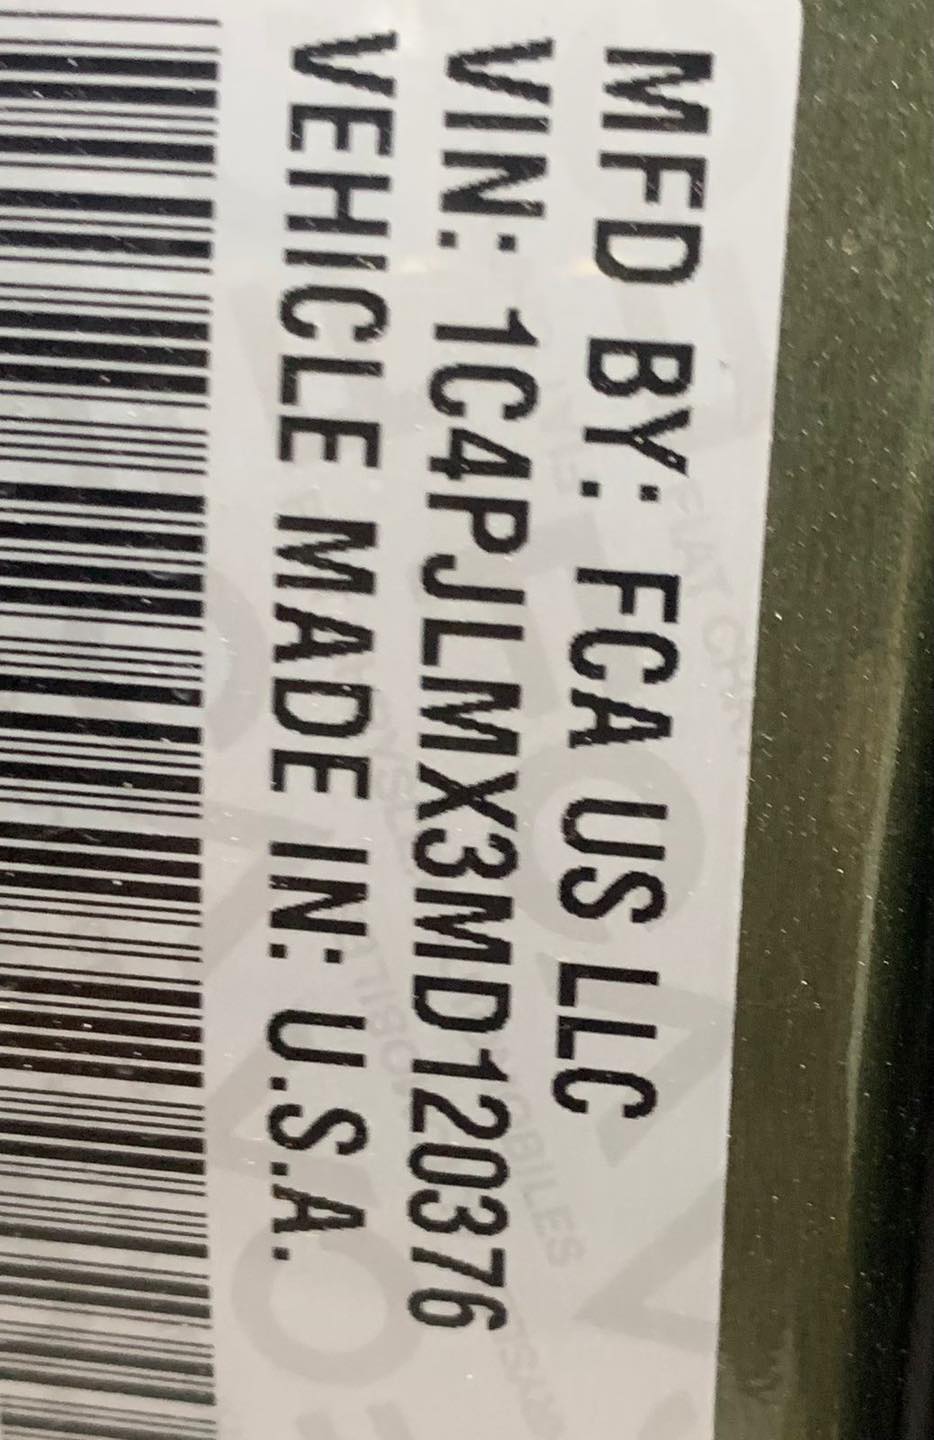 MFD BY: FCA US LLC
VIN: 1C4PJLMX3MD120376
VEHICLE MADE IN: U.S.A.